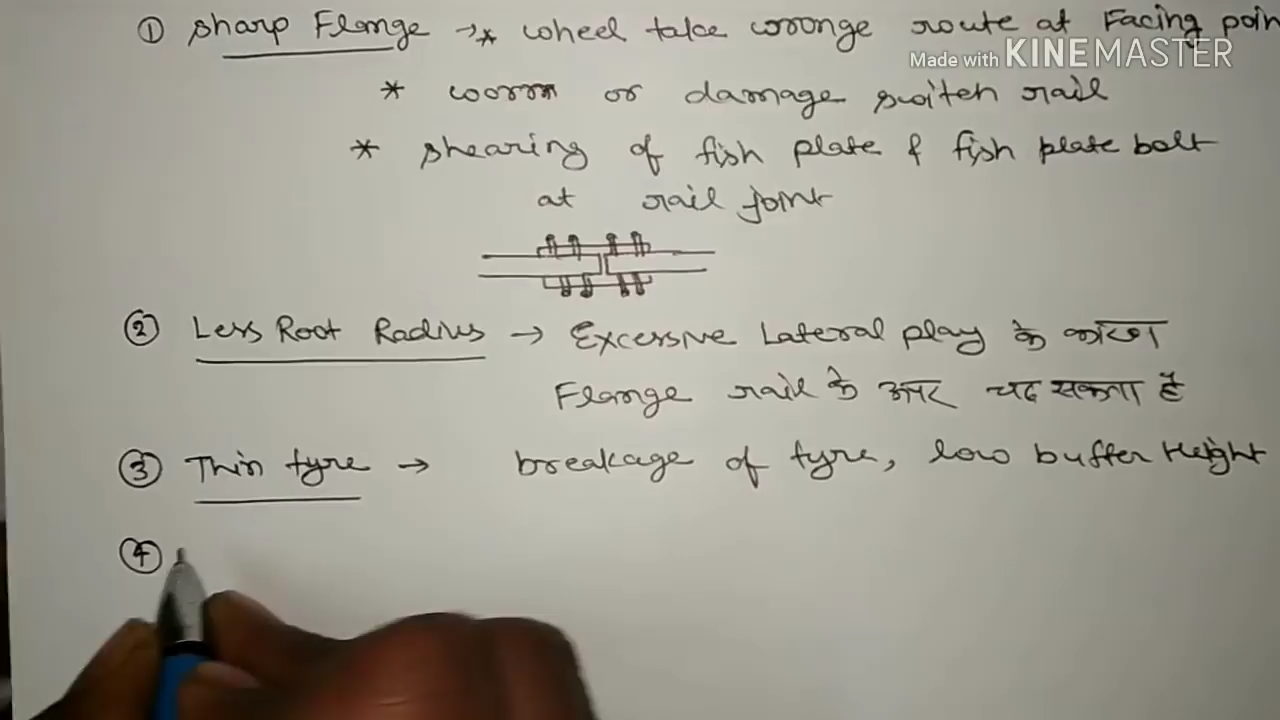 ① Sharp Flange →* wheel take wronge route at Facing poin
Made with KINEMASTER
* worrn or damage switch rail
* shearing of fish plate & fish plate bolt
at rail joint
② Less Root Radius → Excessive Lateral play के कारण
Flange rail के ऊपर चढ सकता है
③ Thin tyre → breakage of tyre, low buffer Height
④